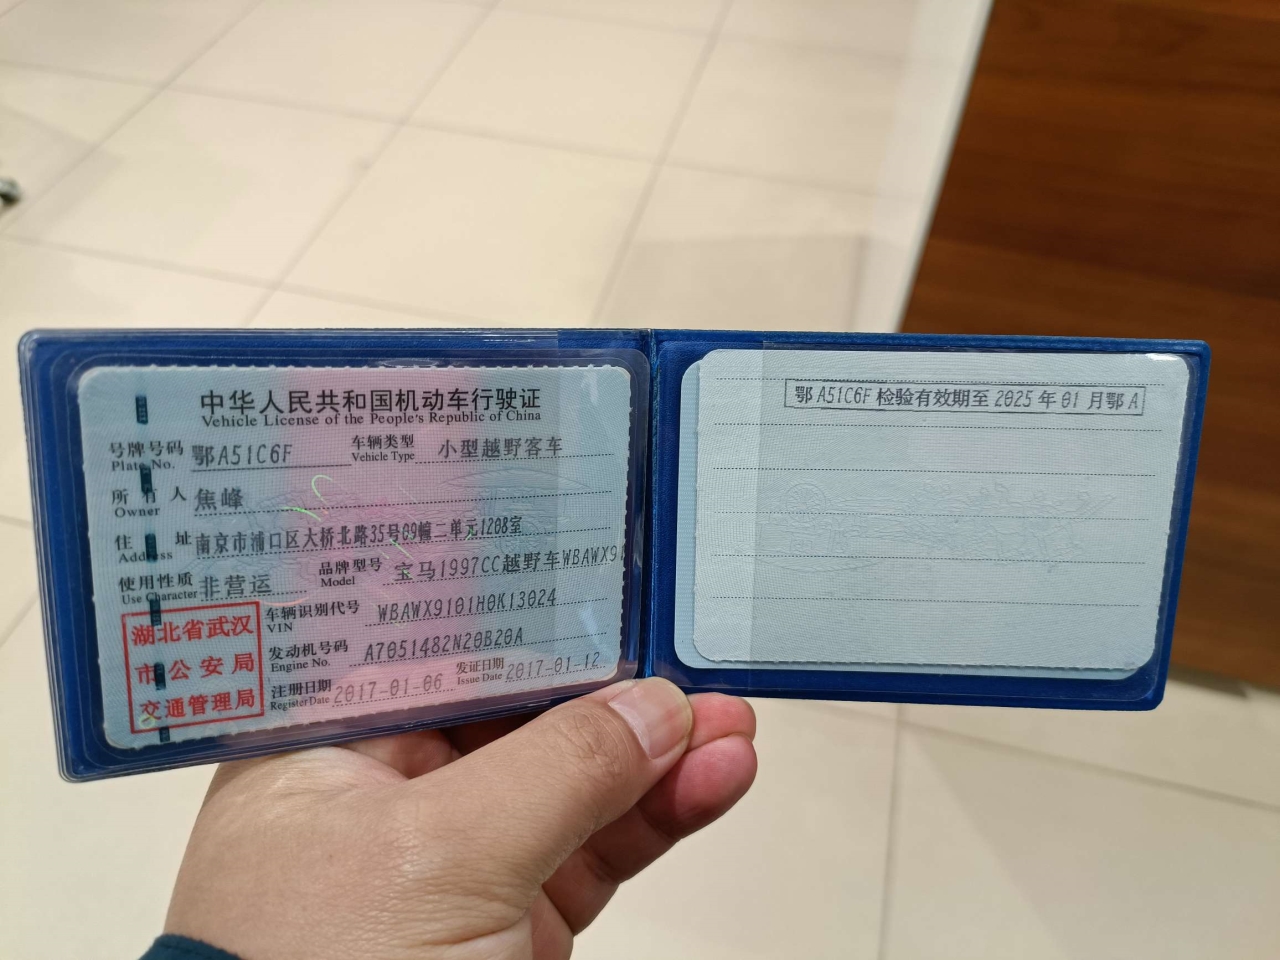 中华人民共和国机动车行驶证
Vehicle License of the People's Republic of China
号牌号码 鄂A51C6F 车辆类型 小型越野客车
Plate No. Vehicle Type
所有人 焦峰
Owner
住址 南京市浦口区大桥北路35号09幢二单元1208室
Address
使用性质 非营运 品牌型号 宝马1997CC越野车WBAWX91
Use Character Model
车辆识别代号 WBAWX9101H0K13024
VIN
发动机号码 A7051482N20B20A
Engine No.
注册日期 2017-01-06 发证日期 2017-01-12
Register Date Issue Date
湖北省武汉
市公安局
交通管理局
鄂A51C6F 检验有效期至 2025 年 01 月鄂A